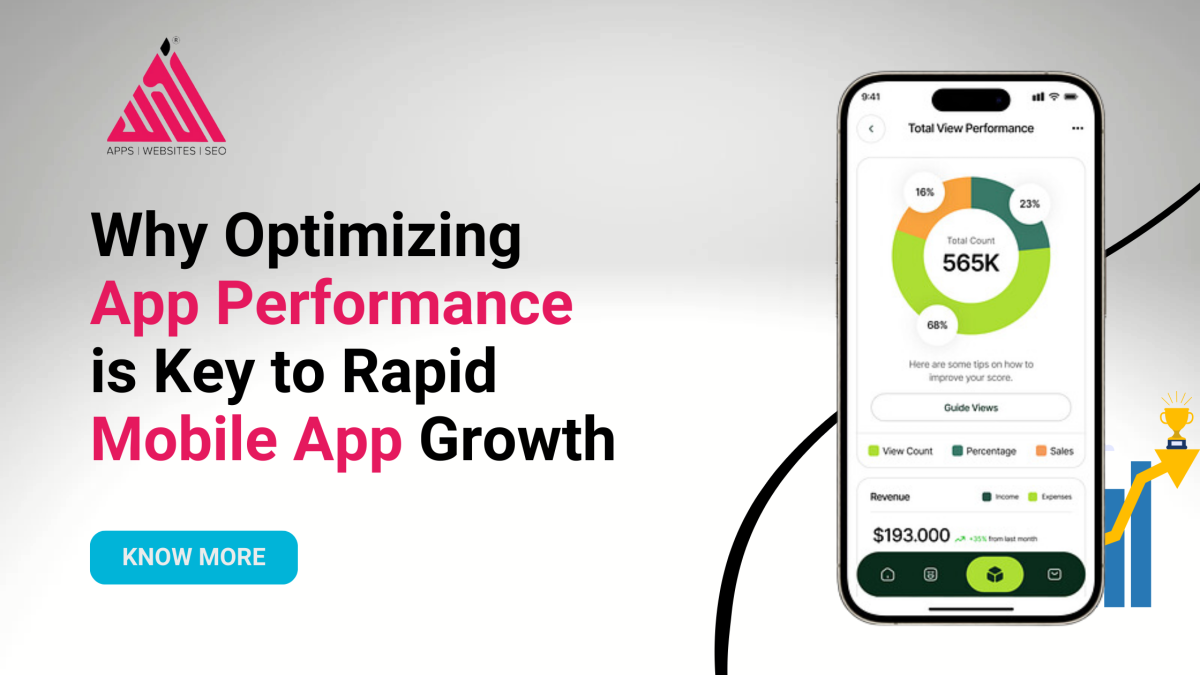 ®
APPS | WEBSITES | SEO
Why Optimizing
App Performance
is Key to Rapid
Mobile App Growth
KNOW MORE
9:41
Total View Performance
16%
23%
Total Count
565K
68%
Here are some tips on how to
improve your score.
Guide Views
View Count Percentage Sales
Revenue Income Expenses
$193.000 +35% from last month